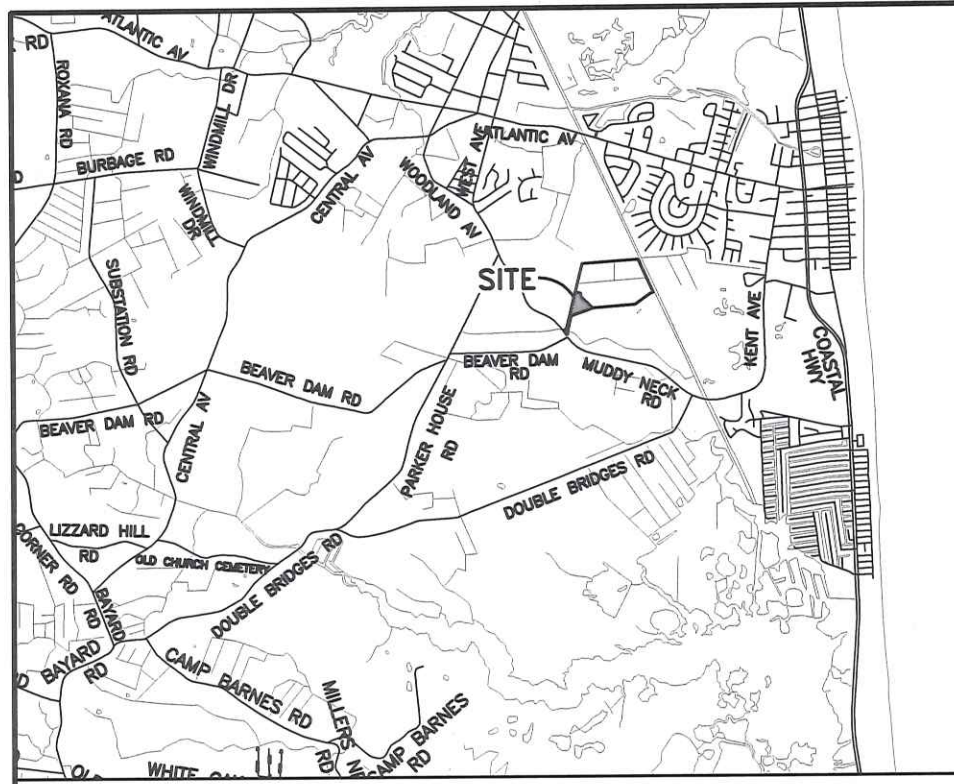 ATLANTIC AV
RD
ROXANA RD
WINDMILL DR
BURBAGE RD
CENTRAL AV
WEST AVE
ATLANTIC AV
WOODLAND AV
WINDMILL
DR
SITE
SUBSTATION RD
KENT AVE
COASTAL
HWY
BEAVER DAM
RD
MUDDY NECK
RD
BEAVER DAM RD
BEAVER DAM RD
CENTRAL AV
PARKER HOUSE
RD
DOUBLE BRIDGES RD
LIZZARD HILL
RD
OLD CHURCH CEMETERY
CORNER RD
RD
BAYARD
DOUBLE BRIDGES RD
BAYARD
RD
CAMP BARNES RD
MILLERS
RD
CAMP BARNES
RD
WHITE